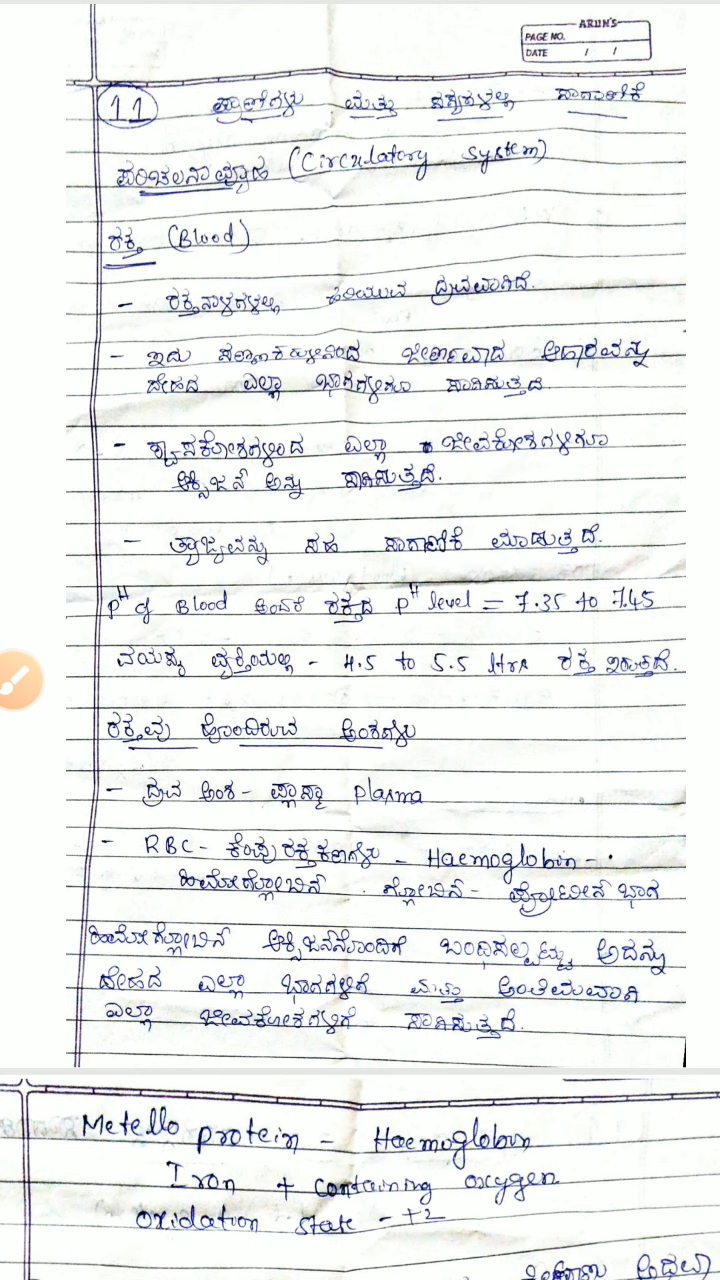 ARUN'S
PAGE NO.
DATE / /
11 ಪ್ರಾಣಿಗಳು ಮತ್ತು ಸಸ್ಯಗಳಲ್ಲಿ ಸಾಗಾಣಿಕೆ
ಪರಿಚಲನಾ ವ್ಯೂಹ (Circulatory system)
ರಕ್ತ (Blood)
- ರಕ್ತನಾಳಗಳಲ್ಲಿ ಹರಿಯುವ ದ್ರವವಾಗಿದೆ.
- ಇದು ಸಣ್ಣಕರುಳಿನಿಂದ ಜೀರ್ಣವಾದ ಆಹಾರವನ್ನು
ದೇಹದ ಎಲ್ಲಾ ಭಾಗಗಳಿಗೂ ಸಾಗಿಸುತ್ತದೆ.
- ಶ್ವಾಸಕೋಶಗಳಿಂದ ಎಲ್ಲಾ ಜೀವಕೋಶಗಳಿಗೂ
ಆಕ್ಸಿಜನ್ ಅನ್ನು ಸಾಗಿಸುತ್ತದೆ.
- ತ್ಯಾಜ್ಯವನ್ನು ಸಹ ಸಾಗಾಣಿಕೆ ಮಾಡುತ್ತದೆ.
pH of Blood ಅಂದರೆ ರಕ್ತದ pH level = 7.35 to 7.45
ವಯಸ್ಕ ವ್ಯಕ್ತಿಯಲ್ಲಿ - 4.5 to 5.5 ltrs ರಕ್ತ ಇರುತ್ತದೆ.
ರಕ್ತವು ಹೊಂದಿರುವ ಅಂಶಗಳು
- ದ್ರವ ಅಂಶ - ಪ್ಲಾಸ್ಮಾ plasma
- RBC - ಕೆಂಪು ರಕ್ತಕಣಗಳು - Haemoglobin -
ಹಿಮೋಗ್ಲೋಬಿನ್ ಗ್ಲೋಬಿನ್ - ಪ್ರೋಟೀನ್ ಭಾಗ
ಹಿಮೋಗ್ಲೋಬಿನ್ ಆಕ್ಸಿಜನ್‌ನೊಂದಿಗೆ ಬಂಧಿಸಲ್ಪಟ್ಟು ಅದನ್ನು
ದೇಹದ ಎಲ್ಲಾ ಭಾಗಗಳಿಗೆ ಮತ್ತು ಅಂತಿಮವಾಗಿ
ಎಲ್ಲಾ ಜೀವಕೋಶಗಳಿಗೆ ಸಾಗಿಸುತ್ತದೆ.
Metello protein - Haemoglobin
Iron + containing oxygen
oxidation state - +2